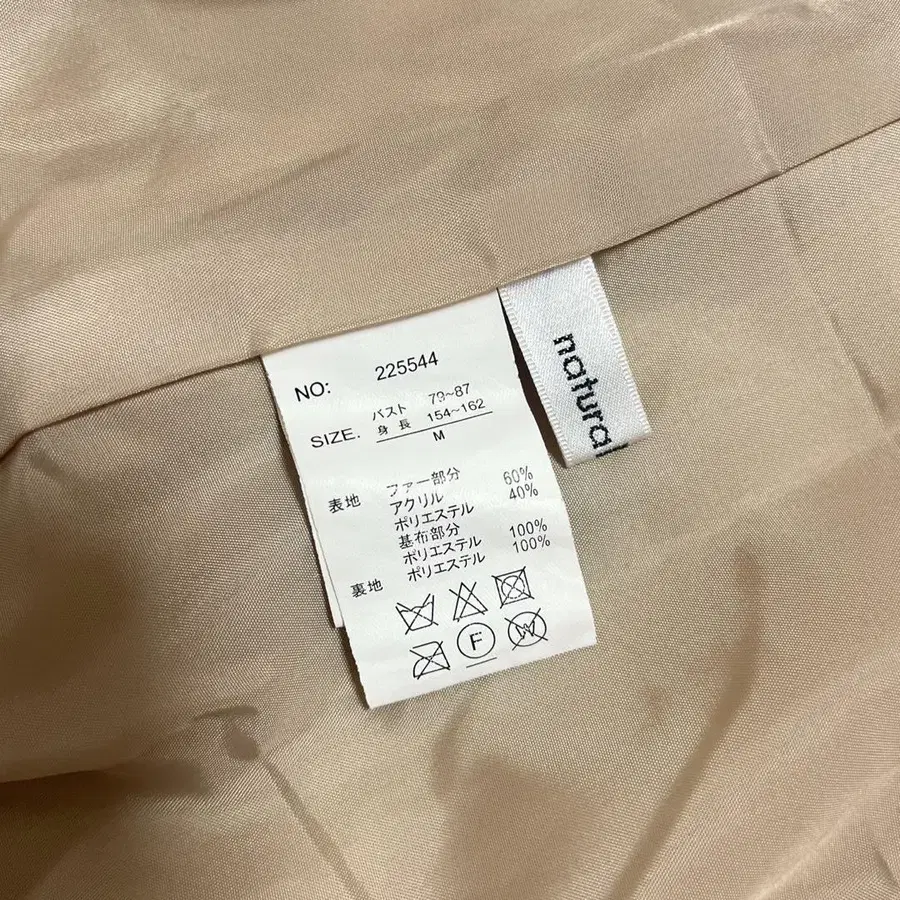 NO: 225544
SIZE. バスト 79~87
身長 154~162
M
表地 ファー部分
アクリル 60%
ポリエステル 40%
基布部分
ポリエステル 100%
裏地 ポリエステル 100%
F
W
natural